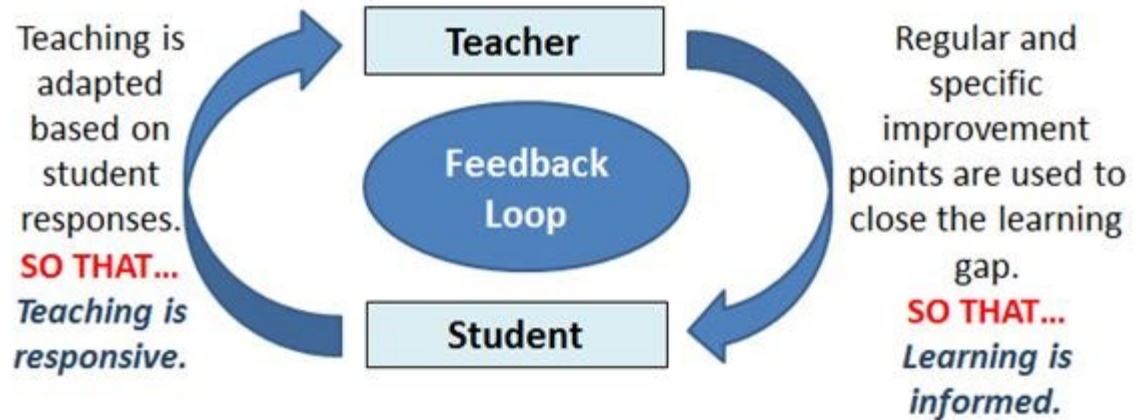 Teaching is
adapted
based on
student
responses.
SO THAT...
Teaching is
responsive.
Teacher
Feedback
Loop
Student
Regular and
specific
improvement
points are used to
close the learning
gap.
SO THAT...
Learning is
informed.